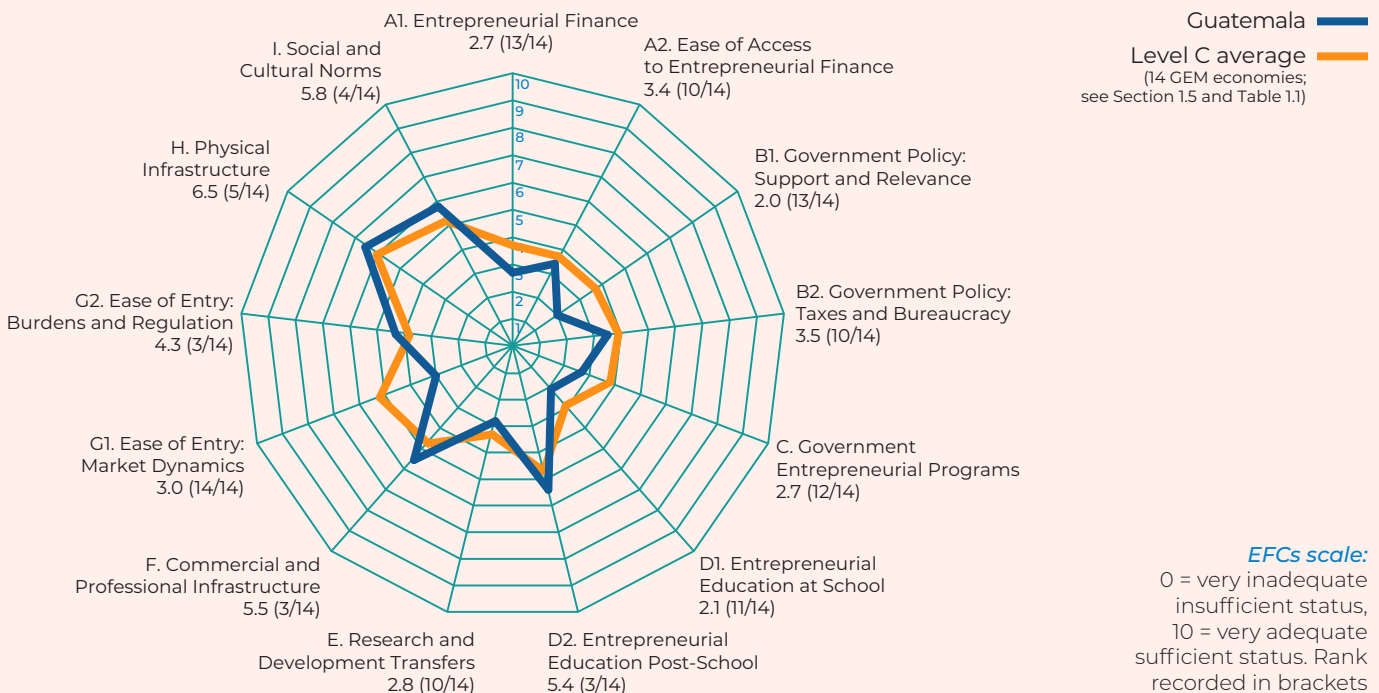 A1. Entrepreneurial Finance
2.7 (13/14)
A2. Ease of Access
to Entrepreneurial Finance
3.4 (10/14)
B1. Government Policy:
Support and Relevance
2.0 (13/14)
B2. Government Policy:
Taxes and Bureaucracy
3.5 (10/14)
C. Government
Entrepreneurial Programs
2.7 (12/14)
D1. Entrepreneurial
Education at School
2.1 (11/14)
D2. Entrepreneurial
Education Post-School
5.4 (3/14)
E. Research and
Development Transfers
2.8 (10/14)
F. Commercial and
Professional Infrastructure
5.5 (3/14)
G1. Ease of Entry:
Market Dynamics
3.0 (14/14)
G2. Ease of Entry:
Burdens and Regulation
4.3 (3/14)
H. Physical
Infrastructure
6.5 (5/14)
I. Social and
Cultural Norms
5.8 (4/14)
10
9
8
7
6
5
3
2
1
Guatemala
Level C average
(14 GEM economies;
see Section 1.5 and Table 1.1)
EFCs scale:
0 = very inadequate
insufficient status,
10 = very adequate
sufficient status. Rank
recorded in brackets